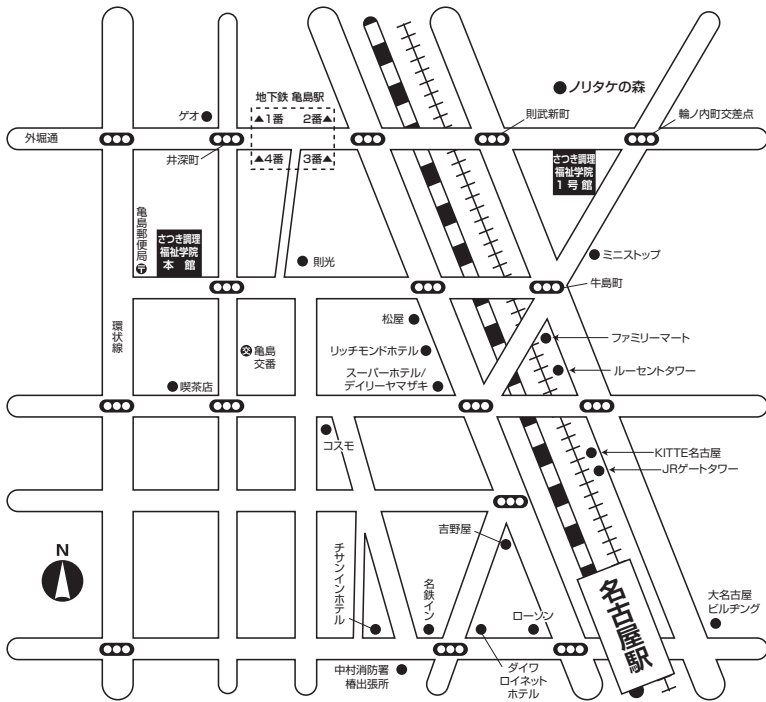 ノリタケの森
地下鉄 亀島駅
ゲオ
▲1番 2番▲
則武新町
輪ノ内町交差点
外堀通
井深町
▲4番 3番▲
さつき調理
福祉学院
1号館
亀島郵便局
〒
さつき調理
福祉学院
本館
則光
ミニストップ
牛島町
環状線
松屋
ファミリーマート
交 亀島
交番
リッチモンドホテル
ルーセントタワー
喫茶店
スーパーホテル/
デイリーヤマザキ
コスモ
KITTE名古屋
JRゲートタワー
吉野屋
N
チサンインホテル
名鉄イン
ローソン
名古屋駅
大名古屋
ビルヂング
中村消防署
椿出張所
ダイワ
ロイネット
ホテル